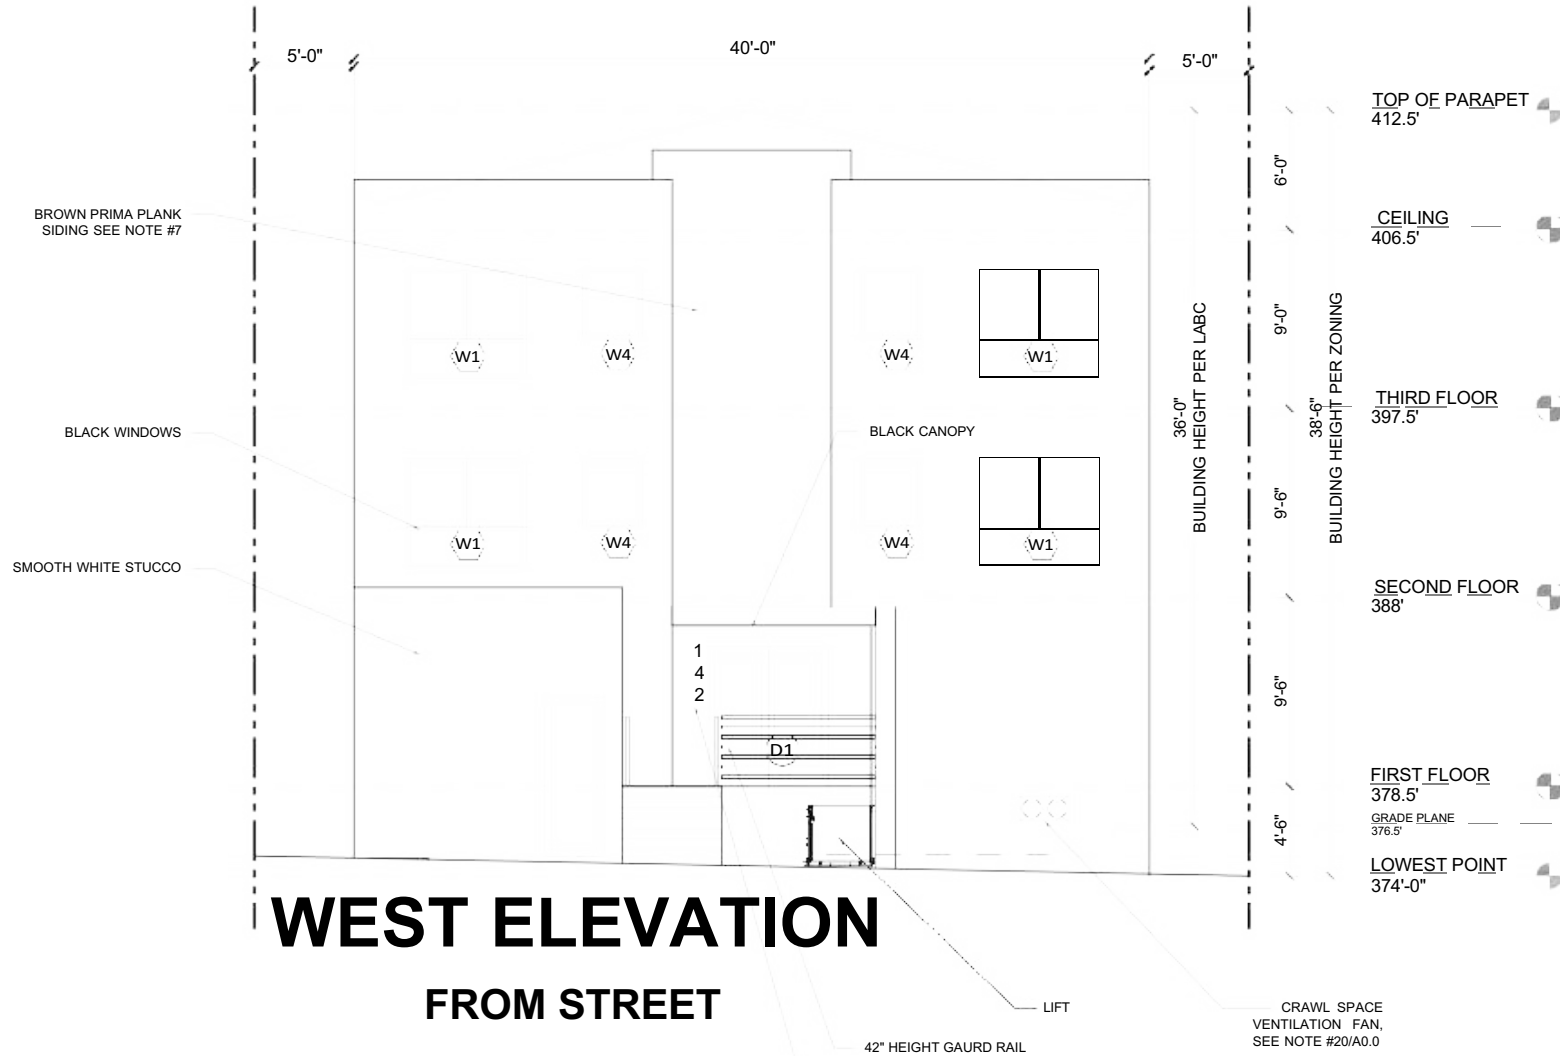 5'-0"
40'-0"
5'-0"
TOP OF PARAPET
412.5'
6'-0"
BROWN PRIMA PLANK
SIDING SEE NOTE #7
CEILING
406.5'
9'-0"
W1
W4
W4
W1
36'-0"
BUILDING HEIGHT PER LABC
38'-6"
BUILDING HEIGHT PER ZONING
THIRD FLOOR
397.5'
BLACK WINDOWS
BLACK CANOPY
9'-6"
W1
W4
W4
W1
SMOOTH WHITE STUCCO
SECOND FLOOR
388'
9'-6"
1
4
2
D1
FIRST FLOOR
378.5'
GRADE PLANE
376.5'
4'-6"
LOWEST POINT
374'-0"
WEST ELEVATION
FROM STREET
LIFT
CRAWL SPACE
VENTILATION FAN,
SEE NOTE #20/A0.0
42" HEIGHT GAURD RAIL